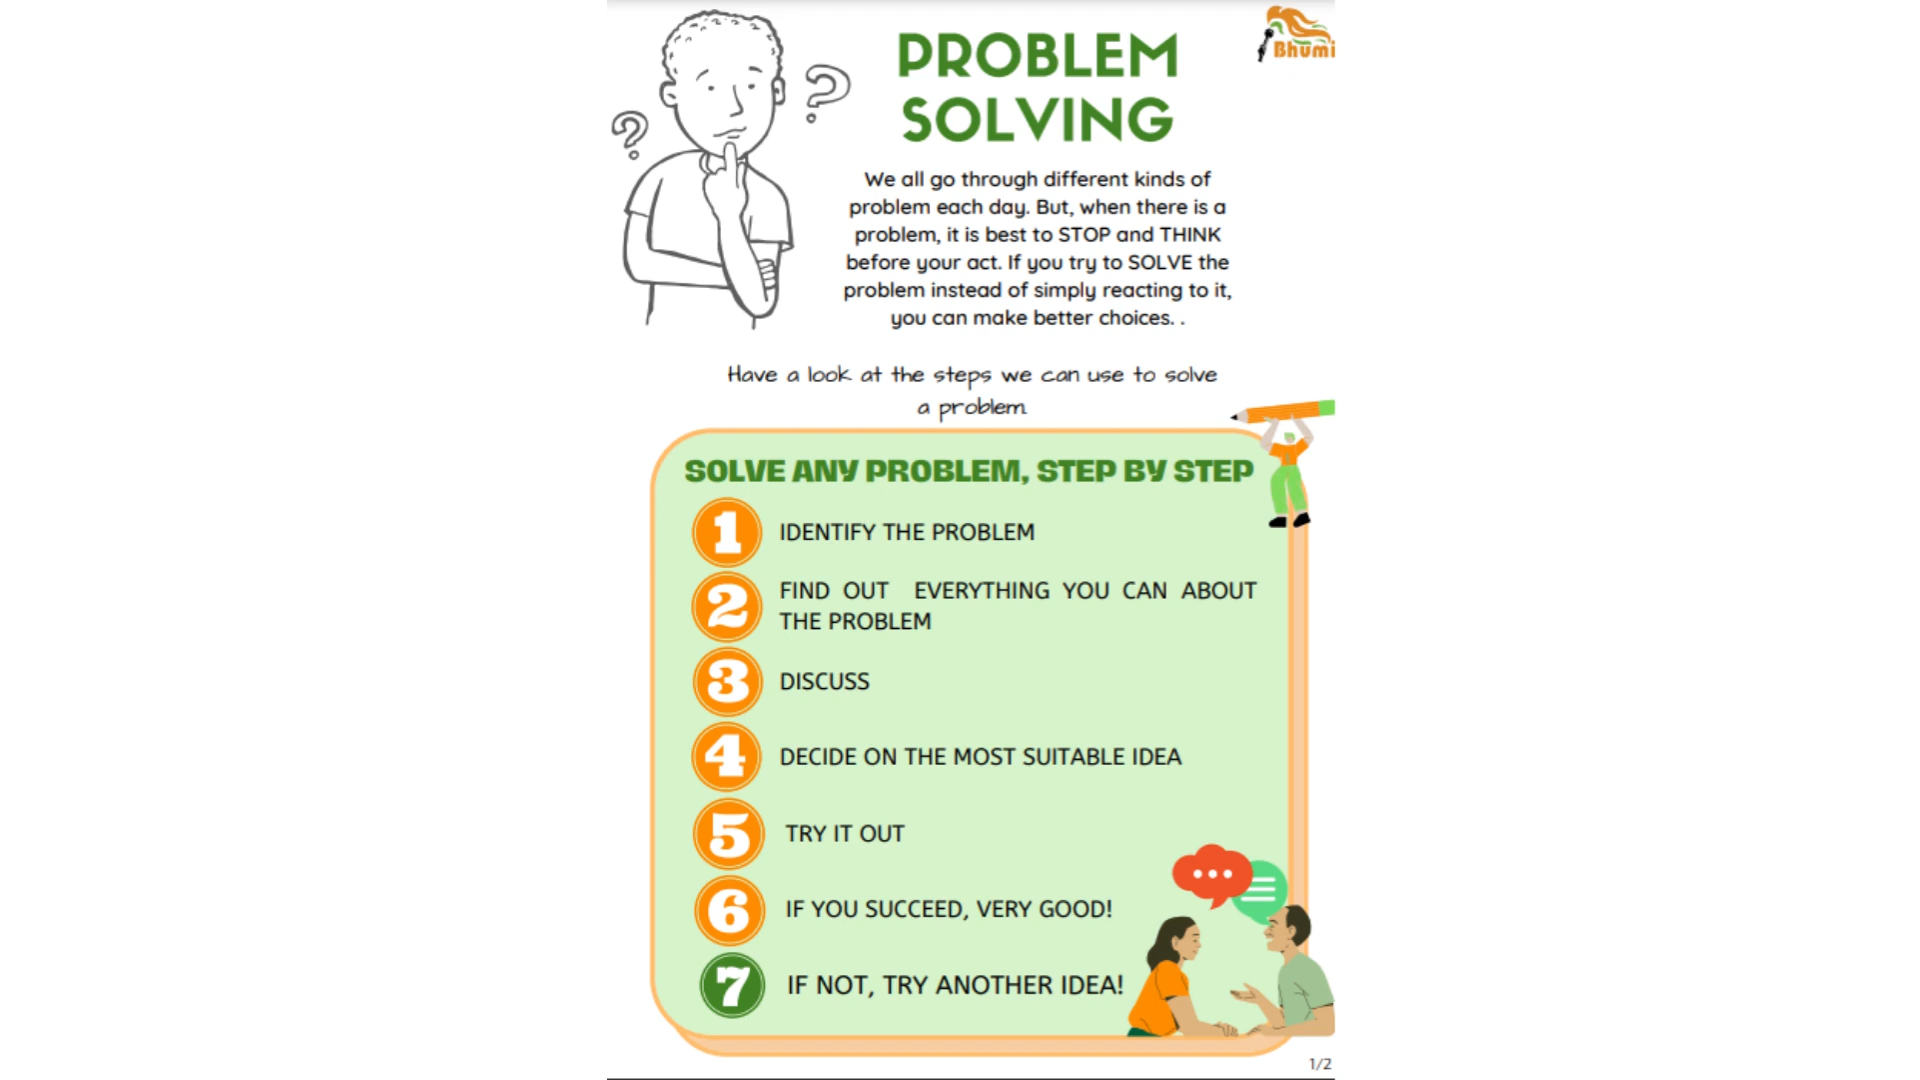 PROBLEM
SOLVING
Bhumi
We all go through different kinds of
problem each day. But, when there is a
problem, it is best to STOP and THINK
before your act. If you try to SOLVE the
problem instead of simply reacting to it,
you can make better choices. .
Have a look at the steps we can use to solve
a problem.
SOLVE ANY PROBLEM, STEP BY STEP
1 IDENTIFY THE PROBLEM
2 FIND OUT EVERYTHING YOU CAN ABOUT
THE PROBLEM
3 DISCUSS
4 DECIDE ON THE MOST SUITABLE IDEA
5 TRY IT OUT
6 IF YOU SUCCEED, VERY GOOD!
7 IF NOT, TRY ANOTHER IDEA!
1/2